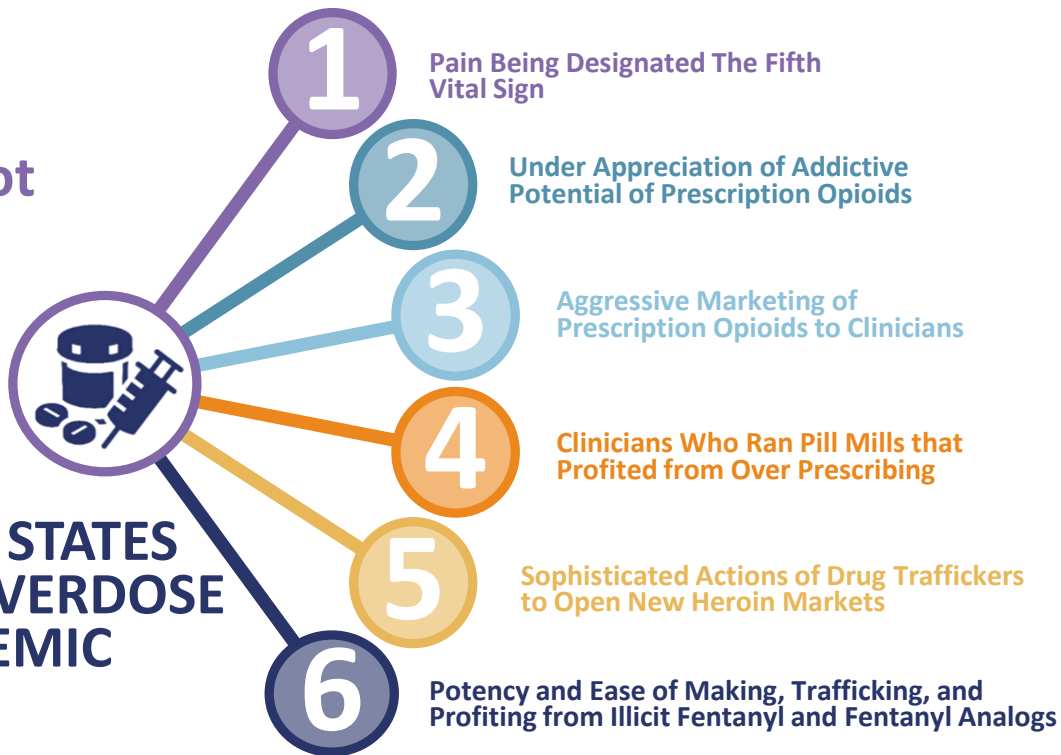 1
Pain Being Designated The Fifth
Vital Sign
2
Under Appreciation of Addictive
Potential of Prescription Opioids
3
Aggressive Marketing of
Prescription Opioids to Clinicians
4
Clinicians Who Ran Pill Mills that
Profited from Over Prescribing
5
Sophisticated Actions of Drug Traffickers
to Open New Heroin Markets
6
Potency and Ease of Making, Trafficking, and
Profiting from Illicit Fentanyl and Fentanyl Analogs
STATES
VERDOSE
EMIC